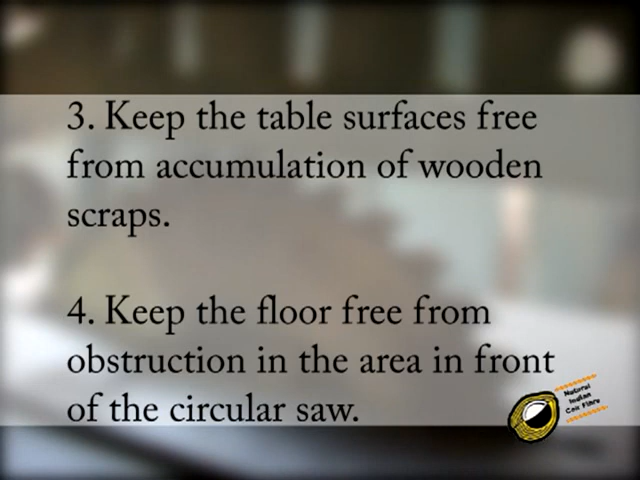 3. Keep the table surfaces free
from accumulation of wooden
scraps.
4. Keep the floor free from
obstruction in the area in front
of the circular saw.
Natural
Indian
Coir Fibre